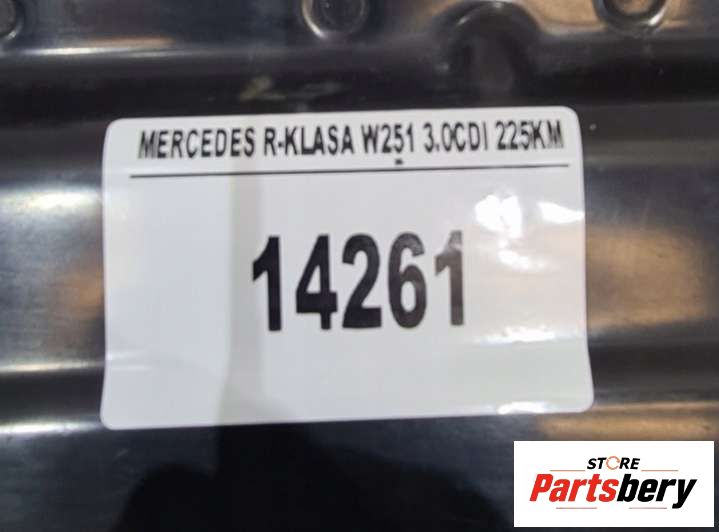 MERCEDES R-KLASA W251 3.0CDI 225KM
14261
STORE
Partsbery